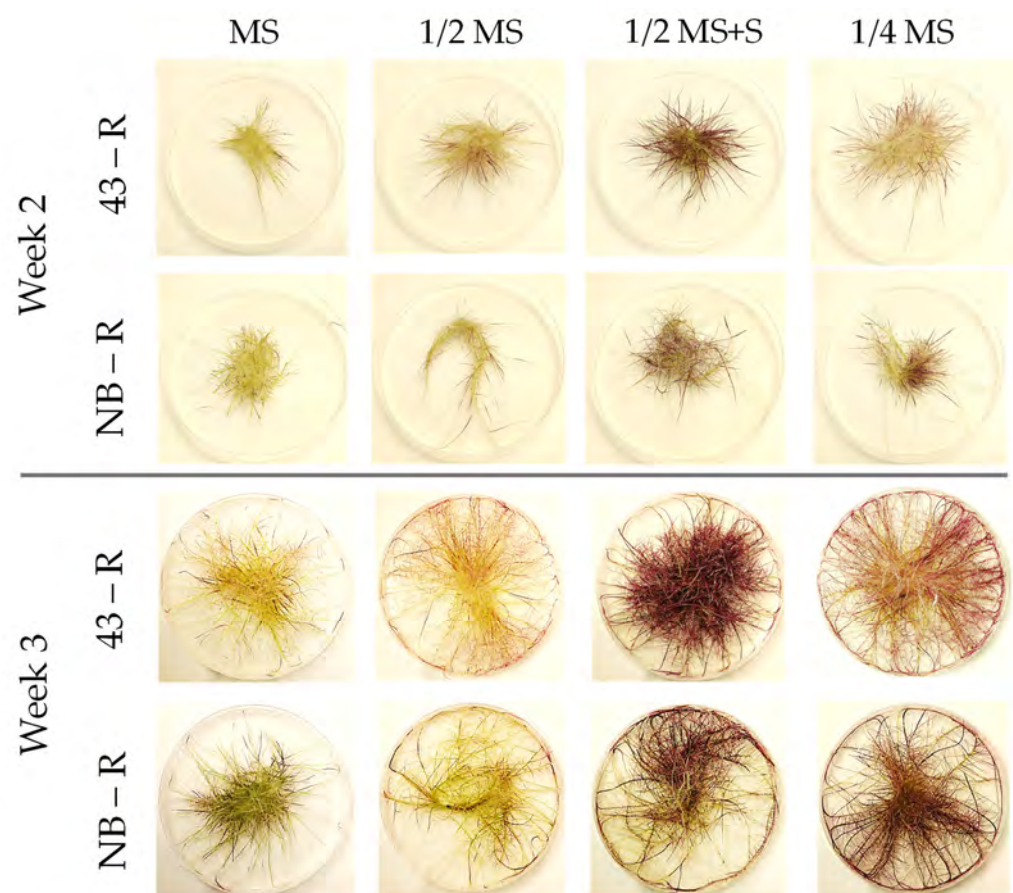 MS
1/2 MS
1/2 MS+S
1/4 MS
Week 2
43 – R
NB – R
Week 3
43 – R
NB – R